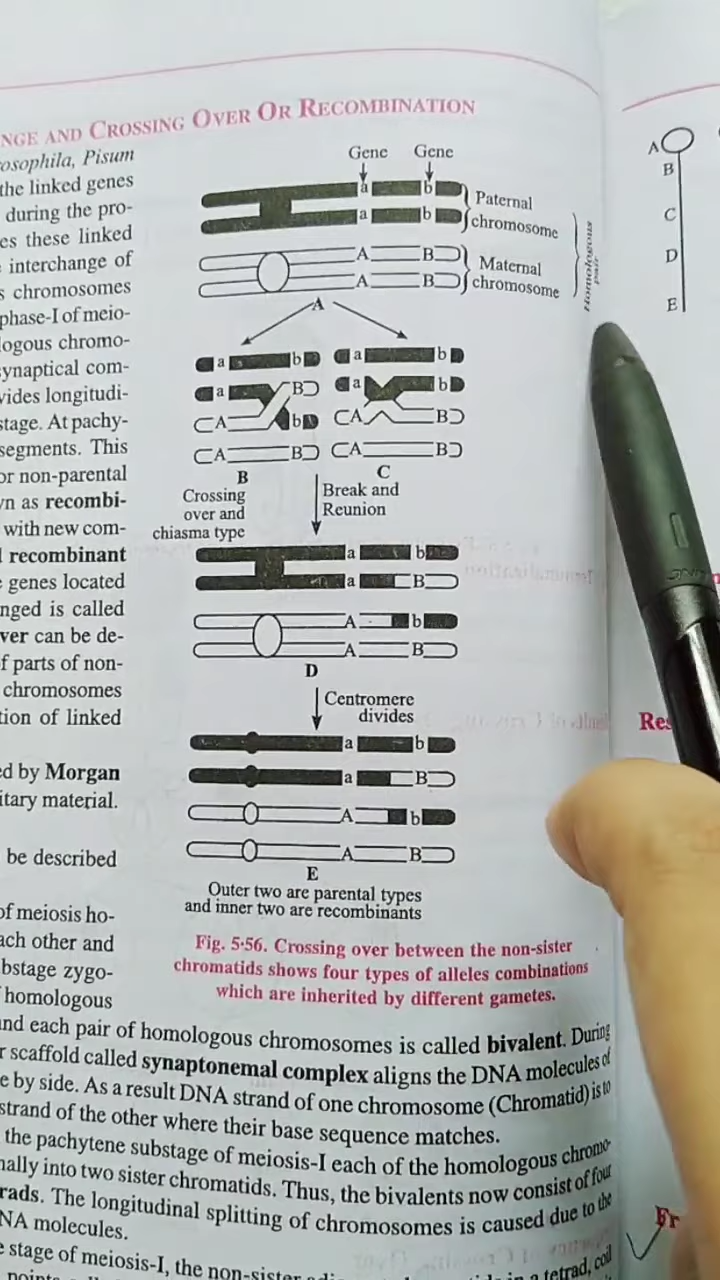 NGE AND CROSSING OVER OR RECOMBINATION
rosophila, Pisum
the linked genes
during the pro-
es these linked
interchange of
s chromosomes
phase-I of meio-
logous chromo-
synaptical com-
vides longitudi-
stage. At pachy-
segments. This
or non-parental
vn as recombi-
with new com-
l recombinant
e genes located
nged is called
ver can be de-
f parts of non-
chromosomes
tion of linked
ed by Morgan
itary material.
be described
of meiosis ho-
ach other and
bstage zygo-
f homologous
Gene Gene
a b
a b
Paternal
chromosome
A B
A B
Maternal
chromosome
Homologous
pair
A
a b a b
a B a b
A b A B
A B A B
B C
Crossing
over and
chiasma type
Break and
Reunion
a b
a B
A b
A B
D
Centromere
divides
a b
a B
A b
A B
E
Outer two are parental types
and inner two are recombinants
Fig. 5·56. Crossing over between the non-sister
chromatids shows four types of alleles combinations
which are inherited by different gametes.
and each pair of homologous chromosomes is called bivalent. During
r scaffold called synaptonemal complex aligns the DNA molecules of
e by side. As a result DNA strand of one chromosome (Chromatid) is to
strand of the other where their base sequence matches.
the pachytene substage of meiosis-I each of the homologous chromo-
nally into two sister chromatids. Thus, the bivalents now consist of four
rads. The longitudinal splitting of chromosomes is caused due to the
NA molecules.
e stage of meiosis-I, the non-sister
in a tetrad, coil
points
A
B
C
D
E
Res
Fr